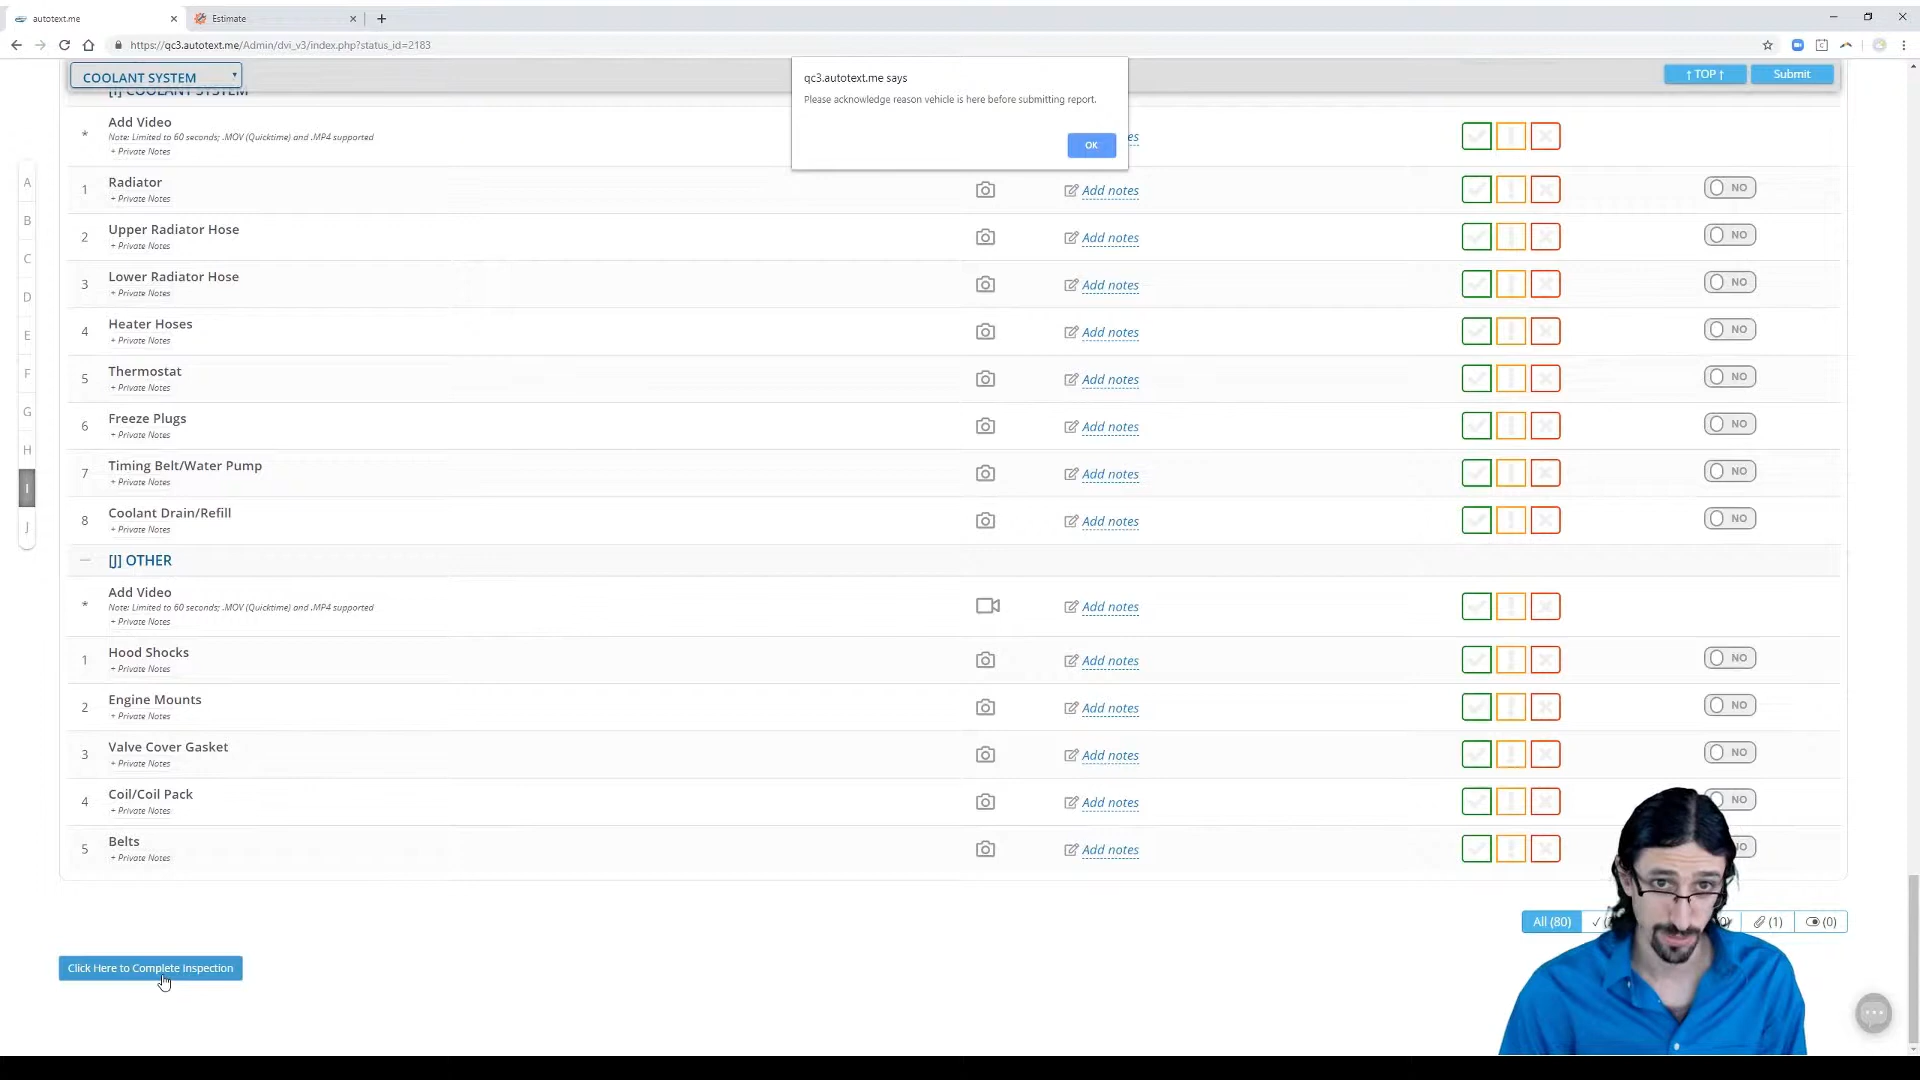 autotext.me
Estimate
https://qc3.autotext.me/Admin/dvi_v3/index.php?status_id=2183
COOLANT SYSTEM
↑ TOP ↑
Submit
qc3.autotext.me says
Please acknowledge reason vehicle is here before submitting report.
OK
[I] COOLANT SYSTEM
* Add Video
Note: Limited to 60 seconds; .MOV (Quicktime) and .MP4 supported
+ Private Notes
1 Radiator Add notes NO
+ Private Notes
2 Upper Radiator Hose Add notes NO
+ Private Notes
3 Lower Radiator Hose Add notes NO
+ Private Notes
4 Heater Hoses Add notes NO
+ Private Notes
5 Thermostat Add notes NO
+ Private Notes
6 Freeze Plugs Add notes NO
+ Private Notes
7 Timing Belt/Water Pump Add notes NO
+ Private Notes
8 Coolant Drain/Refill Add notes NO
+ Private Notes
[J] OTHER
* Add Video Add notes
Note: Limited to 60 seconds; .MOV (Quicktime) and .MP4 supported
+ Private Notes
1 Hood Shocks Add notes NO
+ Private Notes
2 Engine Mounts Add notes NO
+ Private Notes
3 Valve Cover Gasket Add notes NO
+ Private Notes
4 Coil/Coil Pack Add notes NO
+ Private Notes
5 Belts Add notes
+ Private Notes
A
B
C
D
E
F
G
H
I
J
All (80)
(1)
(0)
Click Here to Complete Inspection